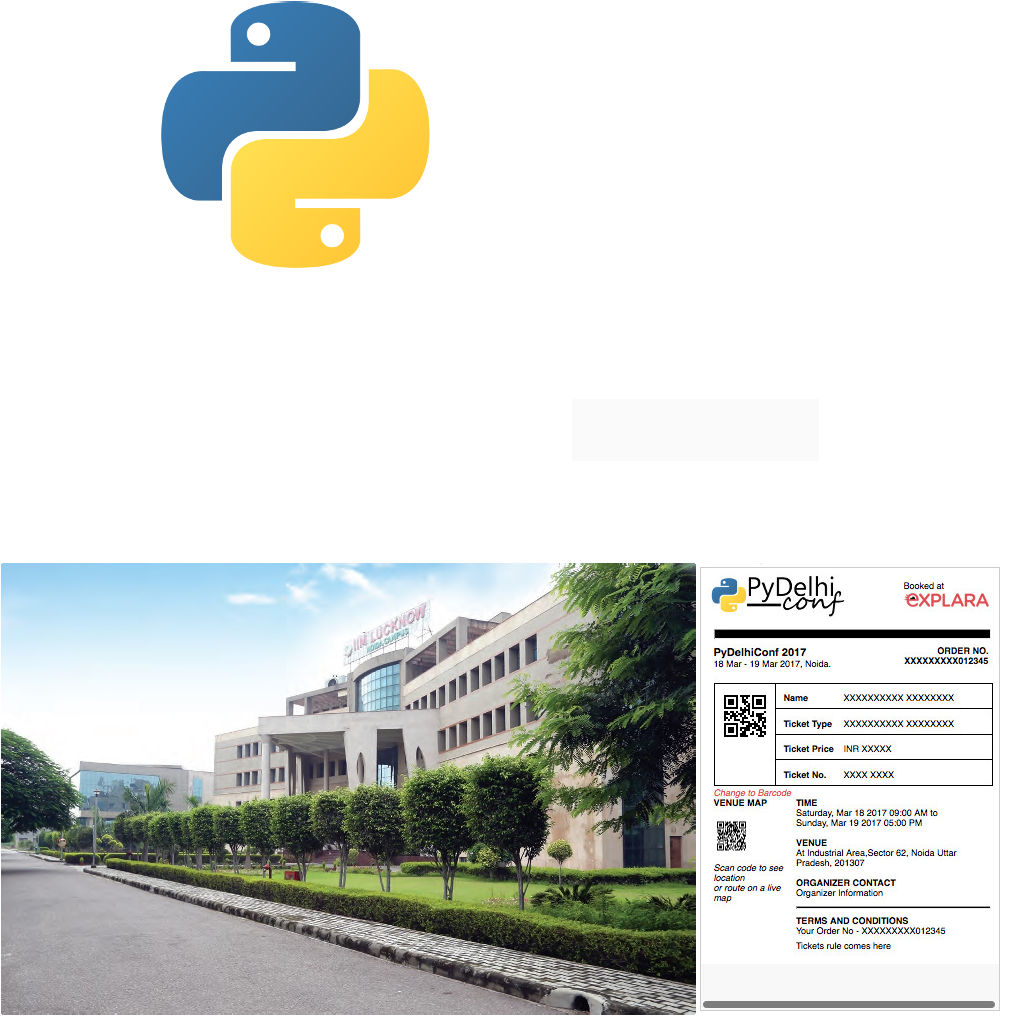 IIM LUCKNOW
NOIDA CAMPUS
PyDelhi
conf
Booked at
eXPLARA
PyDelhiConf 2017
18 Mar - 19 Mar 2017, Noida.
ORDER NO.
XXXXXXXXX012345
Name XXXXXXXXXX XXXXXXXX
Ticket Type XXXXXXXXXX XXXXXXXX
Ticket Price INR XXXXX
Ticket No. XXXX XXXX
Change to Barcode
VENUE MAP
Scan code to see
location
or route on a live
map
TIME
Saturday, Mar 18 2017 09:00 AM to
Sunday, Mar 19 2017 05:00 PM
VENUE
At Industrial Area,Sector 62, Noida Uttar
Pradesh, 201307
ORGANIZER CONTACT
Organizer Information
TERMS AND CONDITIONS
Your Order No - XXXXXXXXX012345
Tickets rule comes here